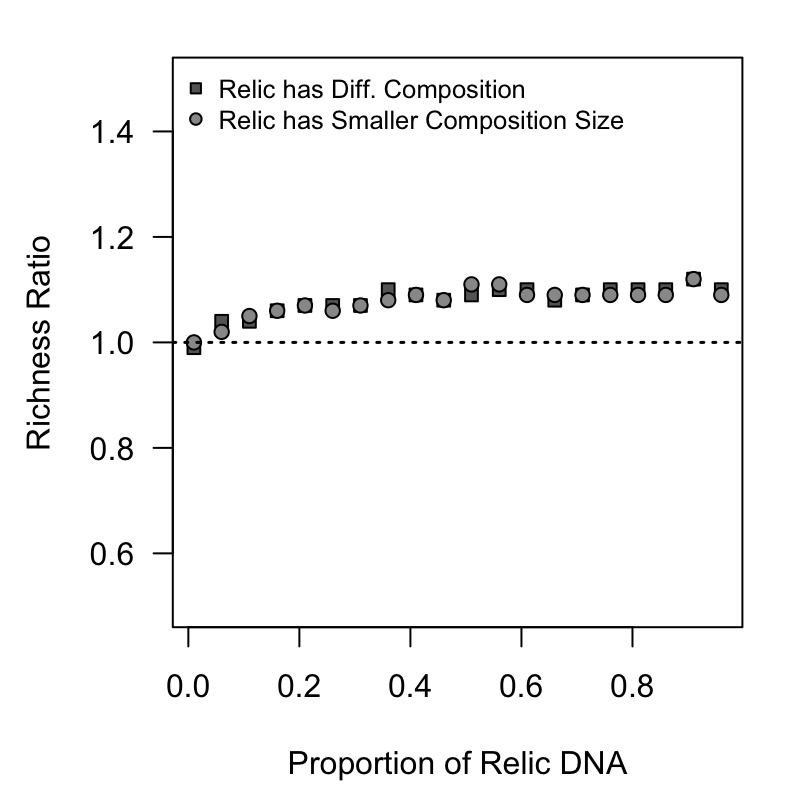 Relic has Diff. Composition
Relic has Smaller Composition Size
1.4
1.2
1.0
0.8
0.6
Richness Ratio
0.0 0.2 0.4 0.6 0.8
Proportion of Relic DNA